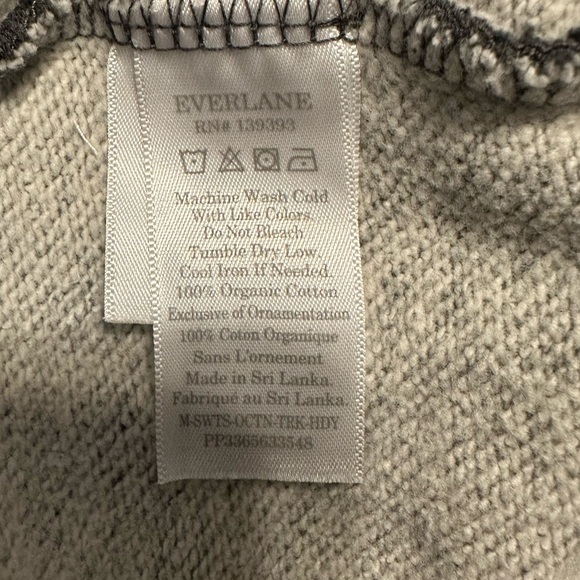 EVERLANE
RN# 139393
Machine Wash Cold
With Like Colors.
Do Not Bleach
Tumble Dry Low.
Cool Iron If Needed.
100% Organic Cotton
Exclusive of Ornamentation
100% Coton Organique
Sans L'ornement
Made in Sri Lanka.
Fabriqué au Sri Lanka.
M-SWTS-OCTN-TRK-HDY
PP3365633548